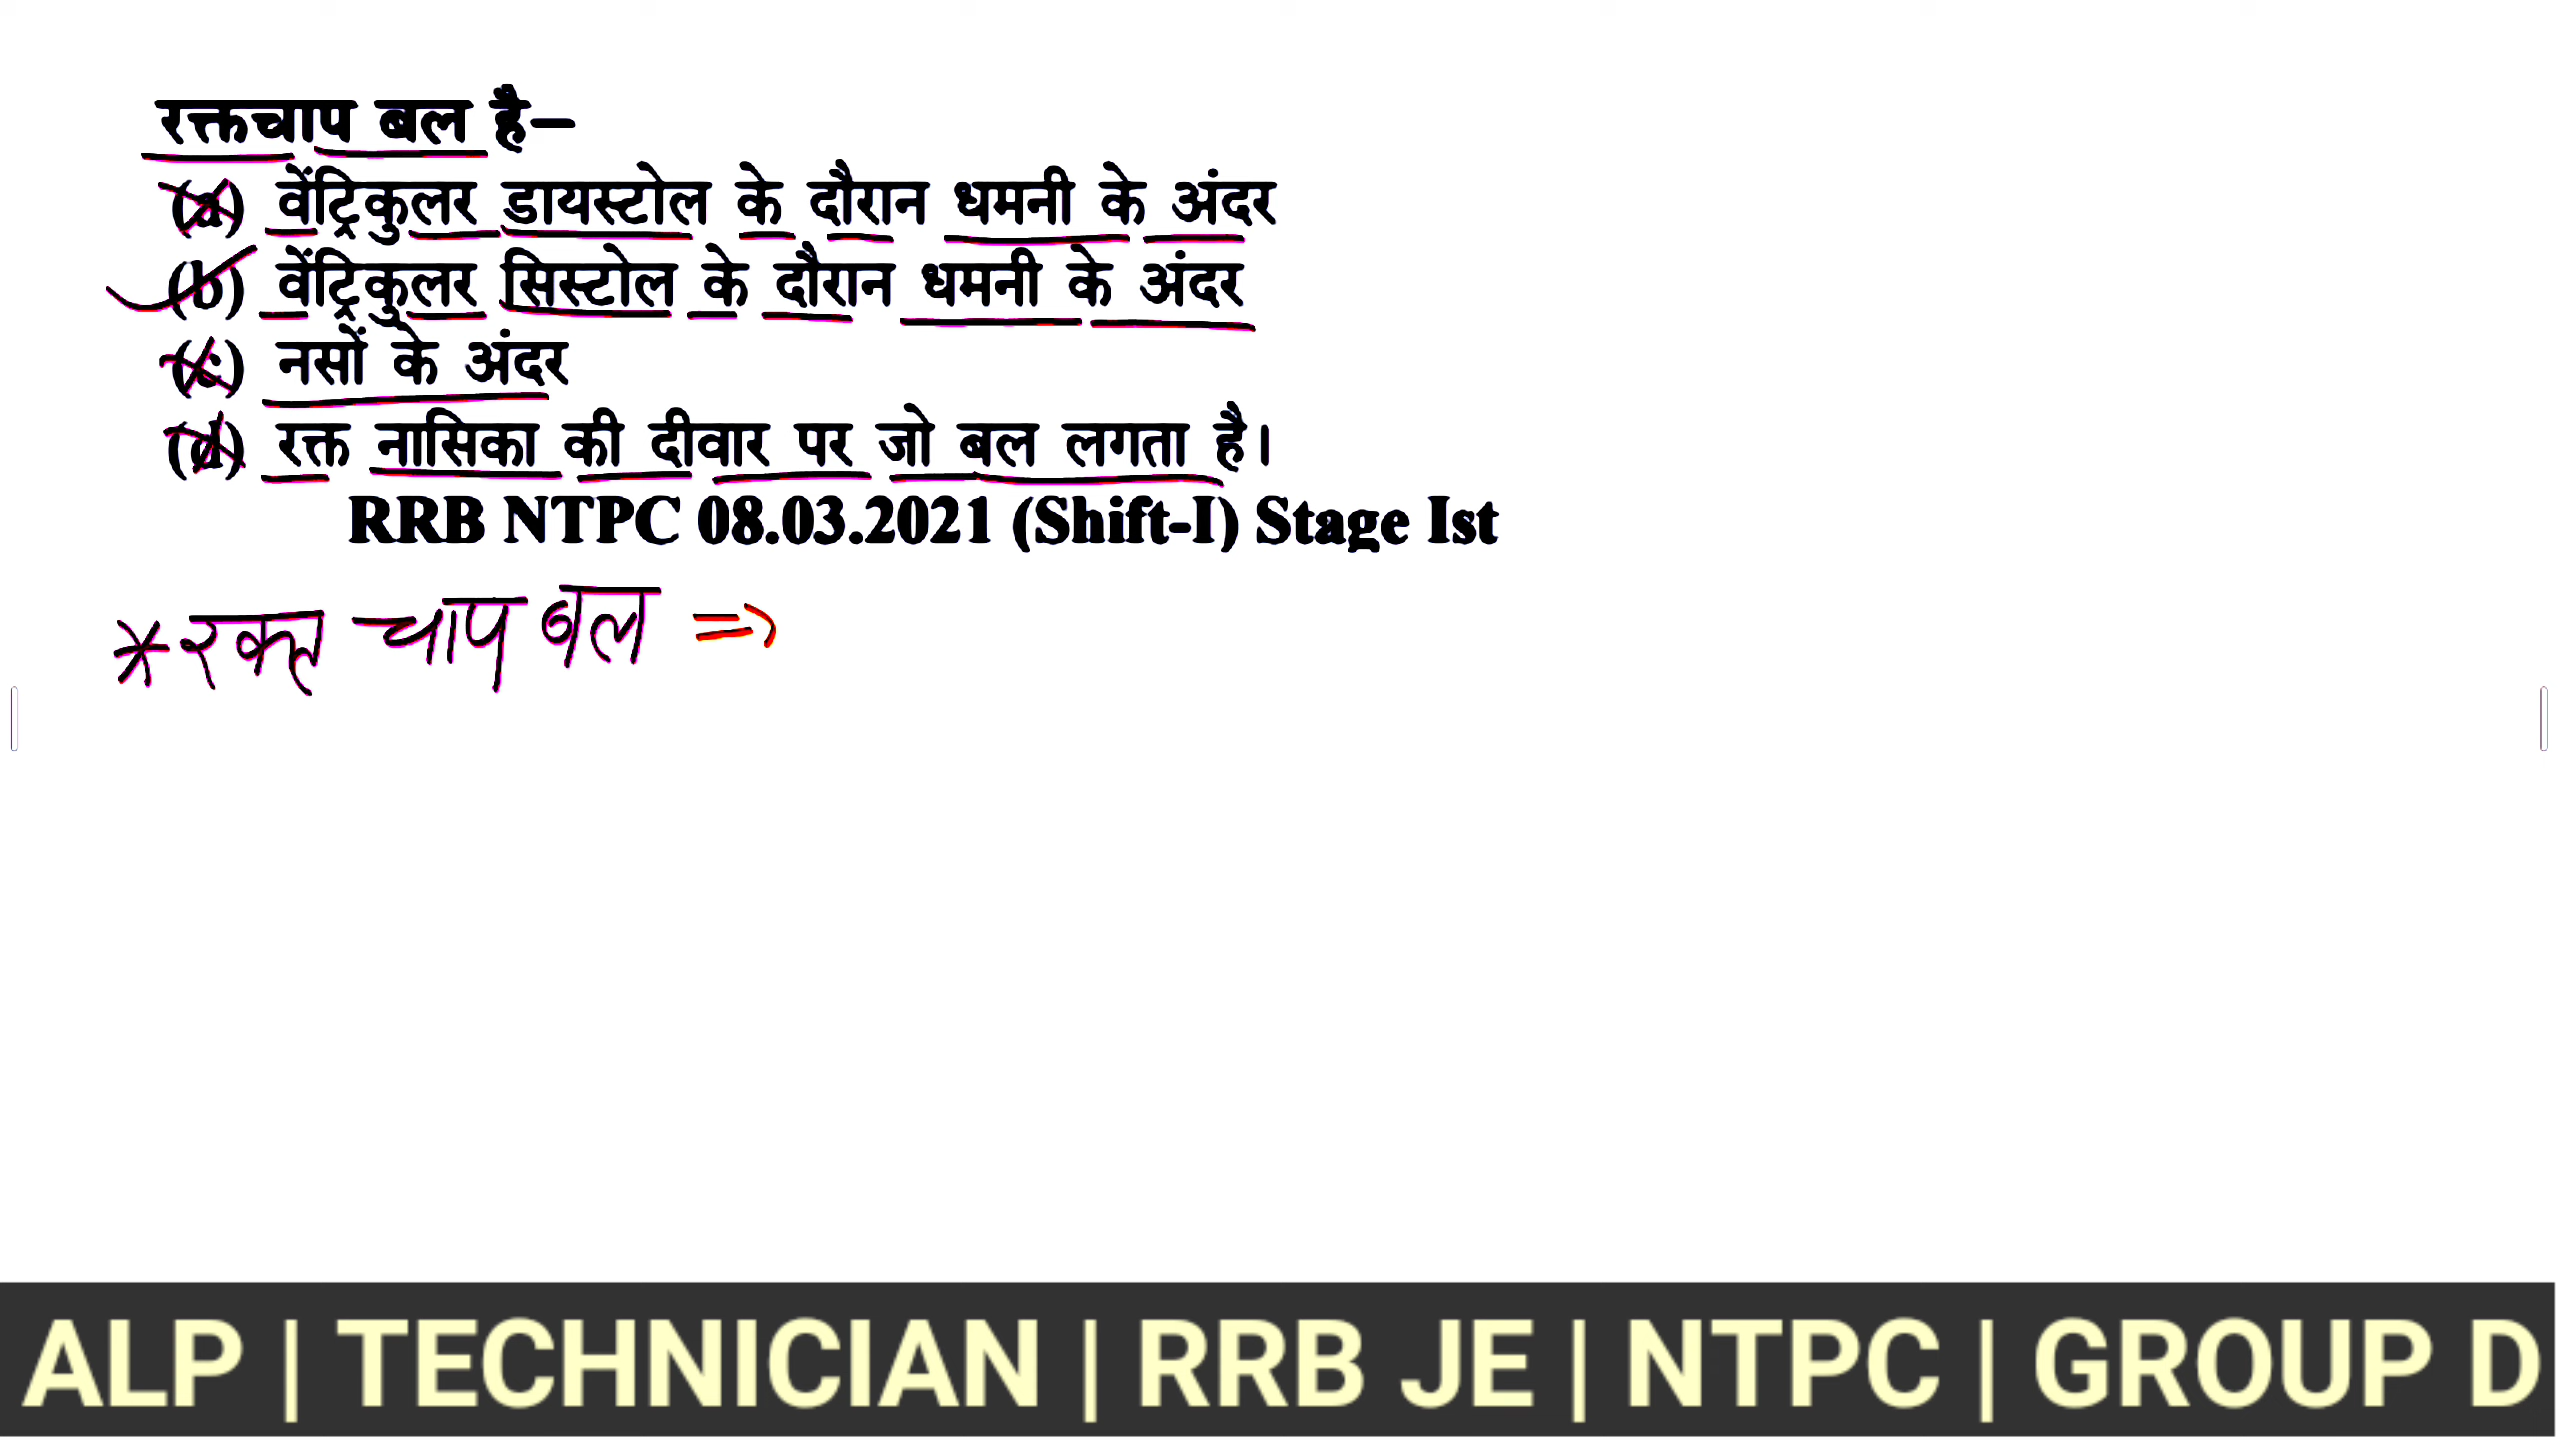 रक्तचाप बल है–
(a) वेंट्रिकुलर डायस्टोल के दौरान धमनी के अंदर
(b) वेंट्रिकुलर सिस्टोल के दौरान धमनी के अंदर
(c) नसों के अंदर
(d) रक्त नासिका की दीवार पर जो बल लगता है।
RRB NTPC 08.03.2021 (Shift-I) Stage Ist
* रक्त चाप बल =>
ALP | TECHNICIAN | RRB JE | NTPC | GROUP D